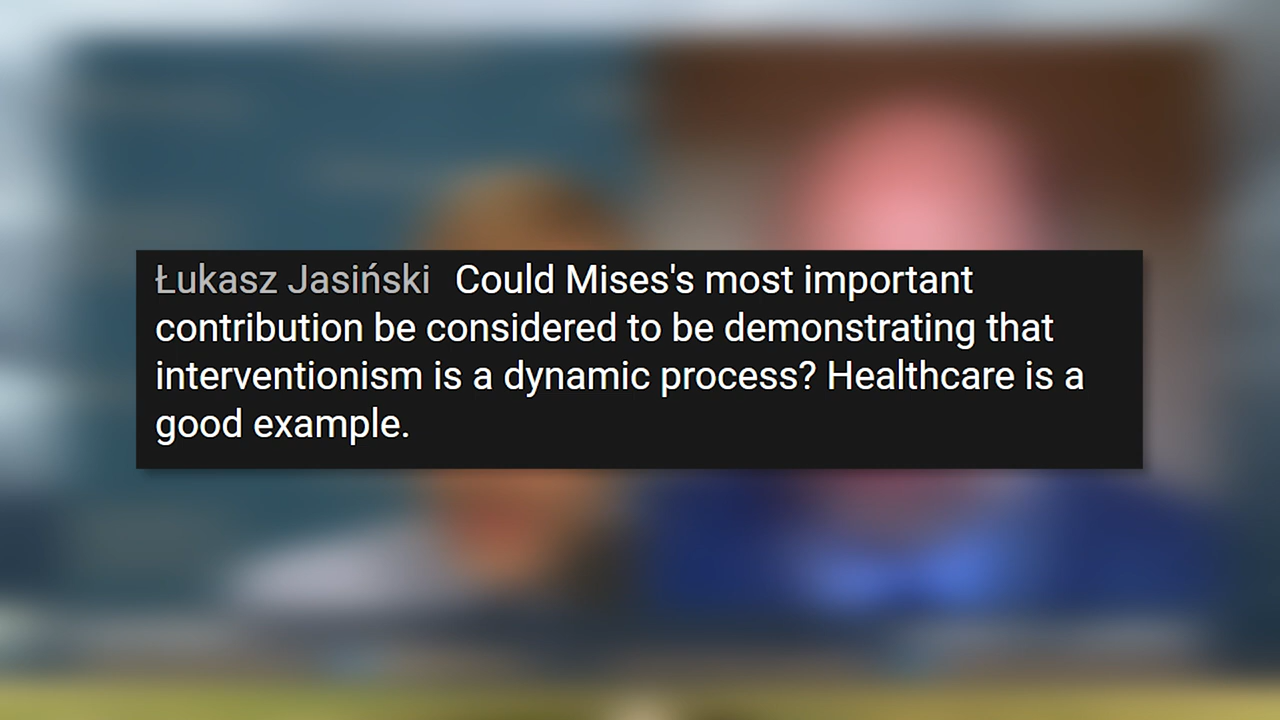 Łukasz Jasiński Could Mises's most important
contribution be considered to be demonstrating that
interventionism is a dynamic process? Healthcare is a
good example.